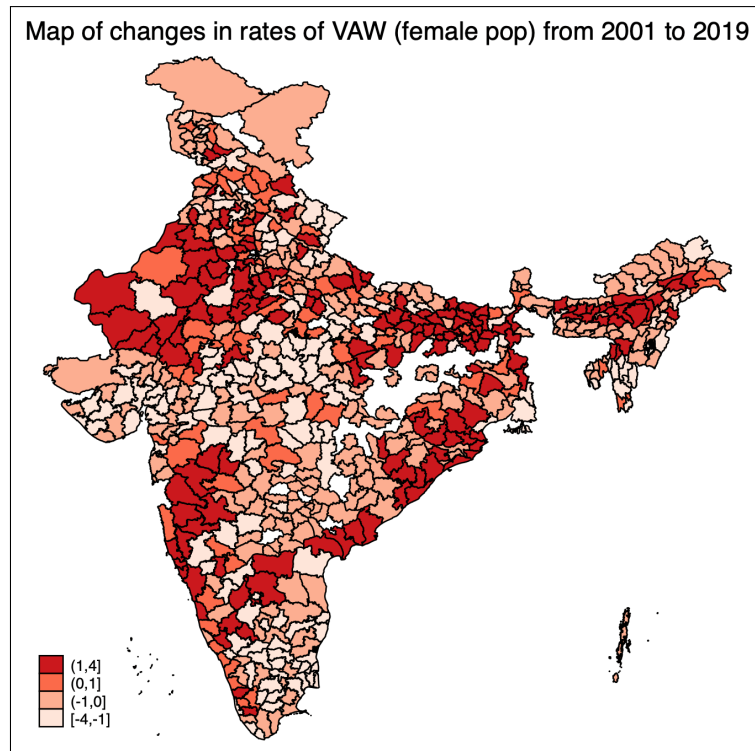 Map of changes in rates of VAW (female pop) from 2001 to 2019
(1,4]
(0,1]
(-1,0]
[-4,-1]